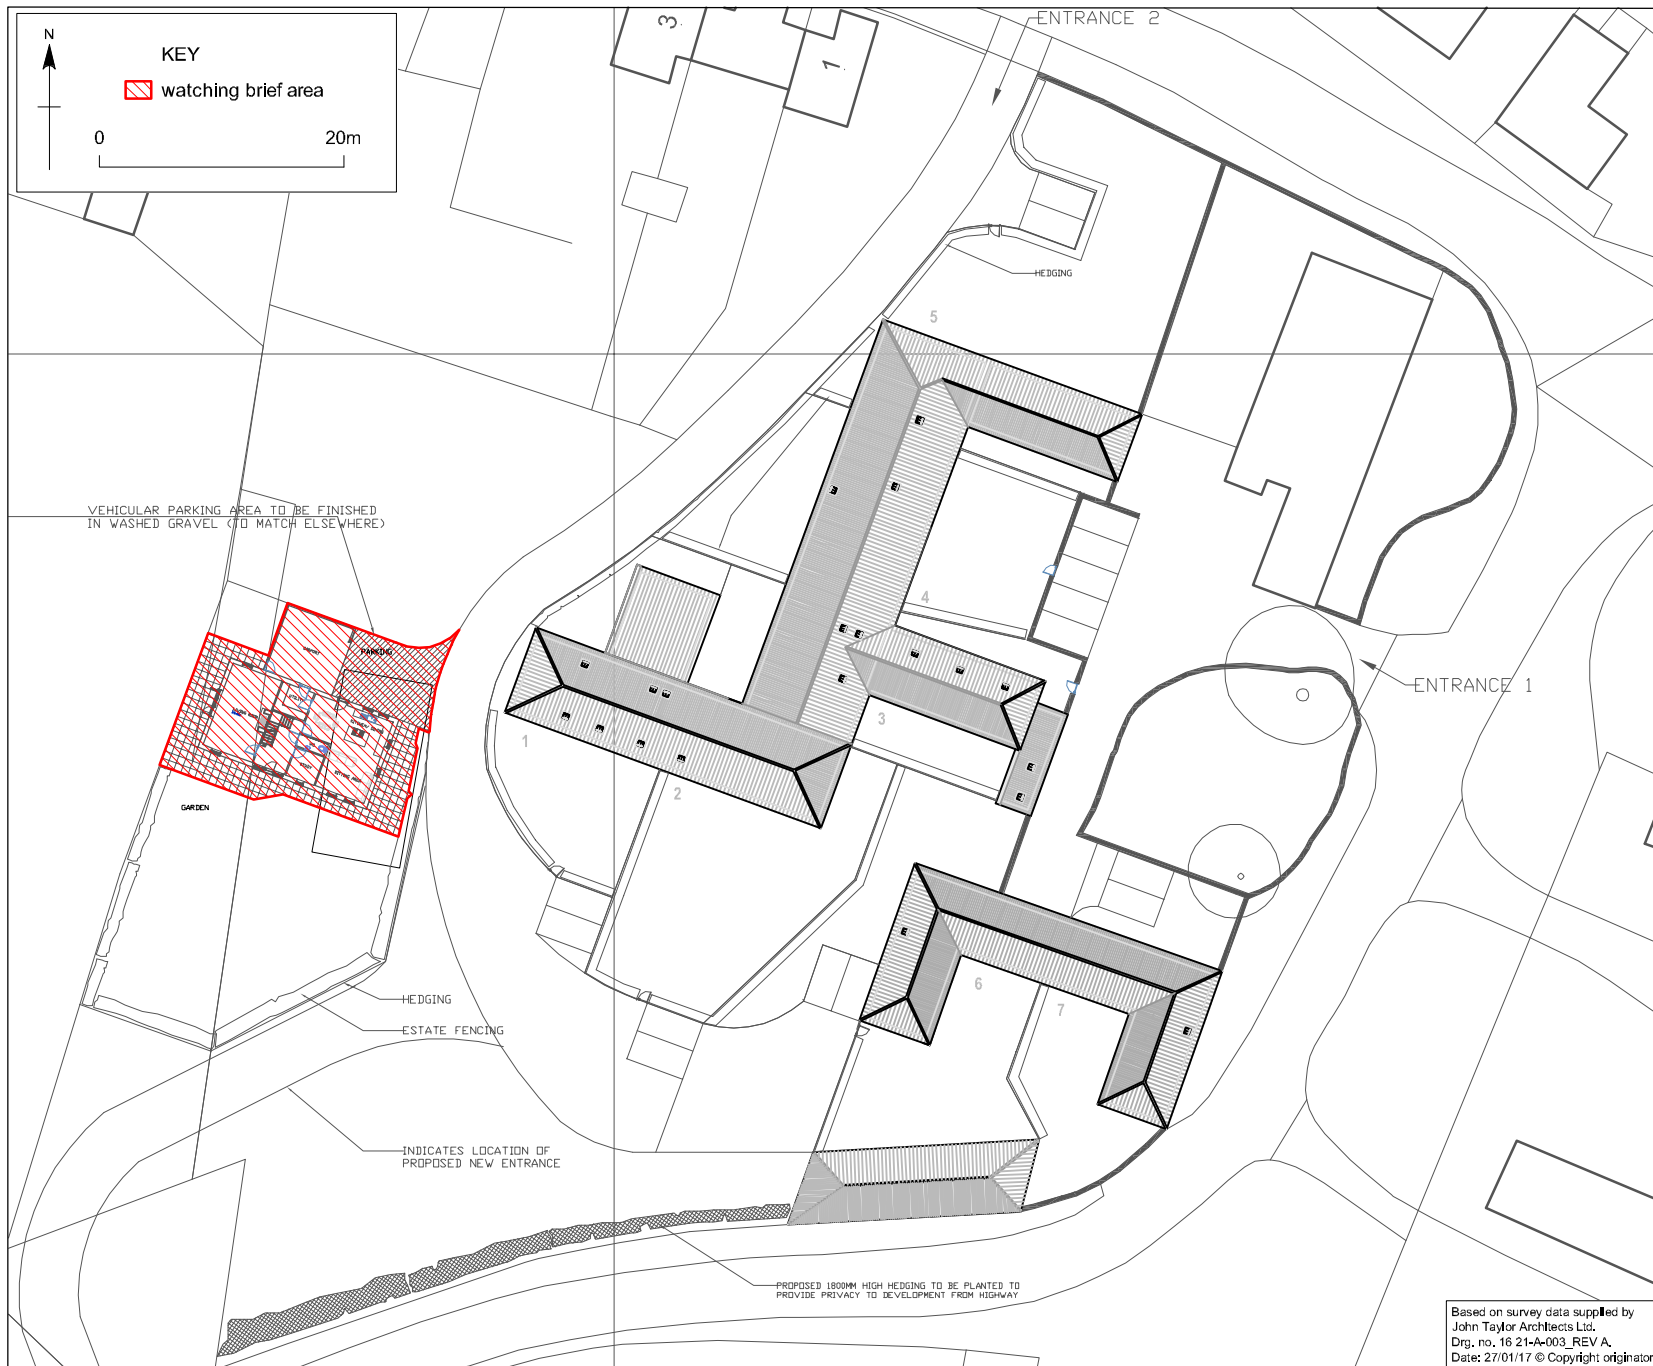 N
KEY
watching brief area
0 20m
3
1
ENTRANCE 2
HEDGING
5
VEHICULAR PARKING AREA TO BE FINISHED
IN WASHED GRAVEL (TO MATCH ELSEWHERE)
4
PARKING
ENTRANCE 1
3
1
2
GARDEN
6
7
HEDGING
ESTATE FENCING
INDICATES LOCATION OF
PROPOSED NEW ENTRANCE
PROPOSED 1800MM HIGH HEDGING TO BE PLANTED TO
PROVIDE PRIVACY TO DEVELOPMENT FROM HIGHWAY
Based on survey data supplied by
John Taylor Architects Ltd.
Drg. no. 16 21-A-003_REV A.
Date: 27/01/17 © Copyright originator